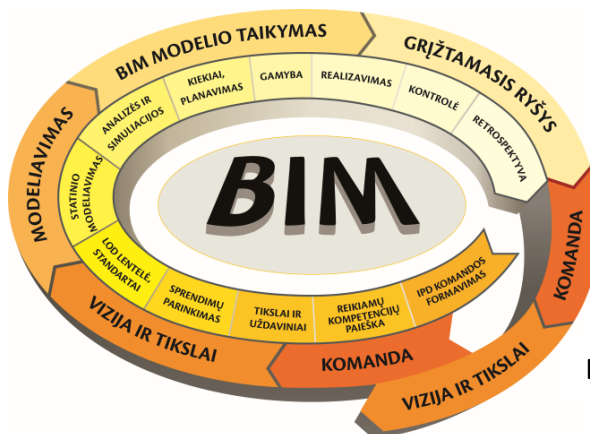 BIM MODELIO TAIKYMAS
GRĮŽTAMASIS RYŠYS
KOMANDA
VIZIJA IR TIKSLAI
KOMANDA
VIZIJA IR TIKSLAI
MODELIAVIMAS
IPD KOMANDOS
FORMAVIMAS
REIKIAMŲ
KOMPETENCIJŲ
PAIEŠKA
TIKSLAI IR
UŽDAVINIAI
SPRENDIMŲ
PARINKIMAS
LOD LENTELĖ,
STANDARTAI
STATINIO
MODELIAVIMAS
ANALIZĖS IR
SIMULIACIJOS
KIEKIAI,
PLANAVIMAS
GAMYBA
REALIZAVIMAS
KONTROLĖ
RETROSPEKTYVA
BIM